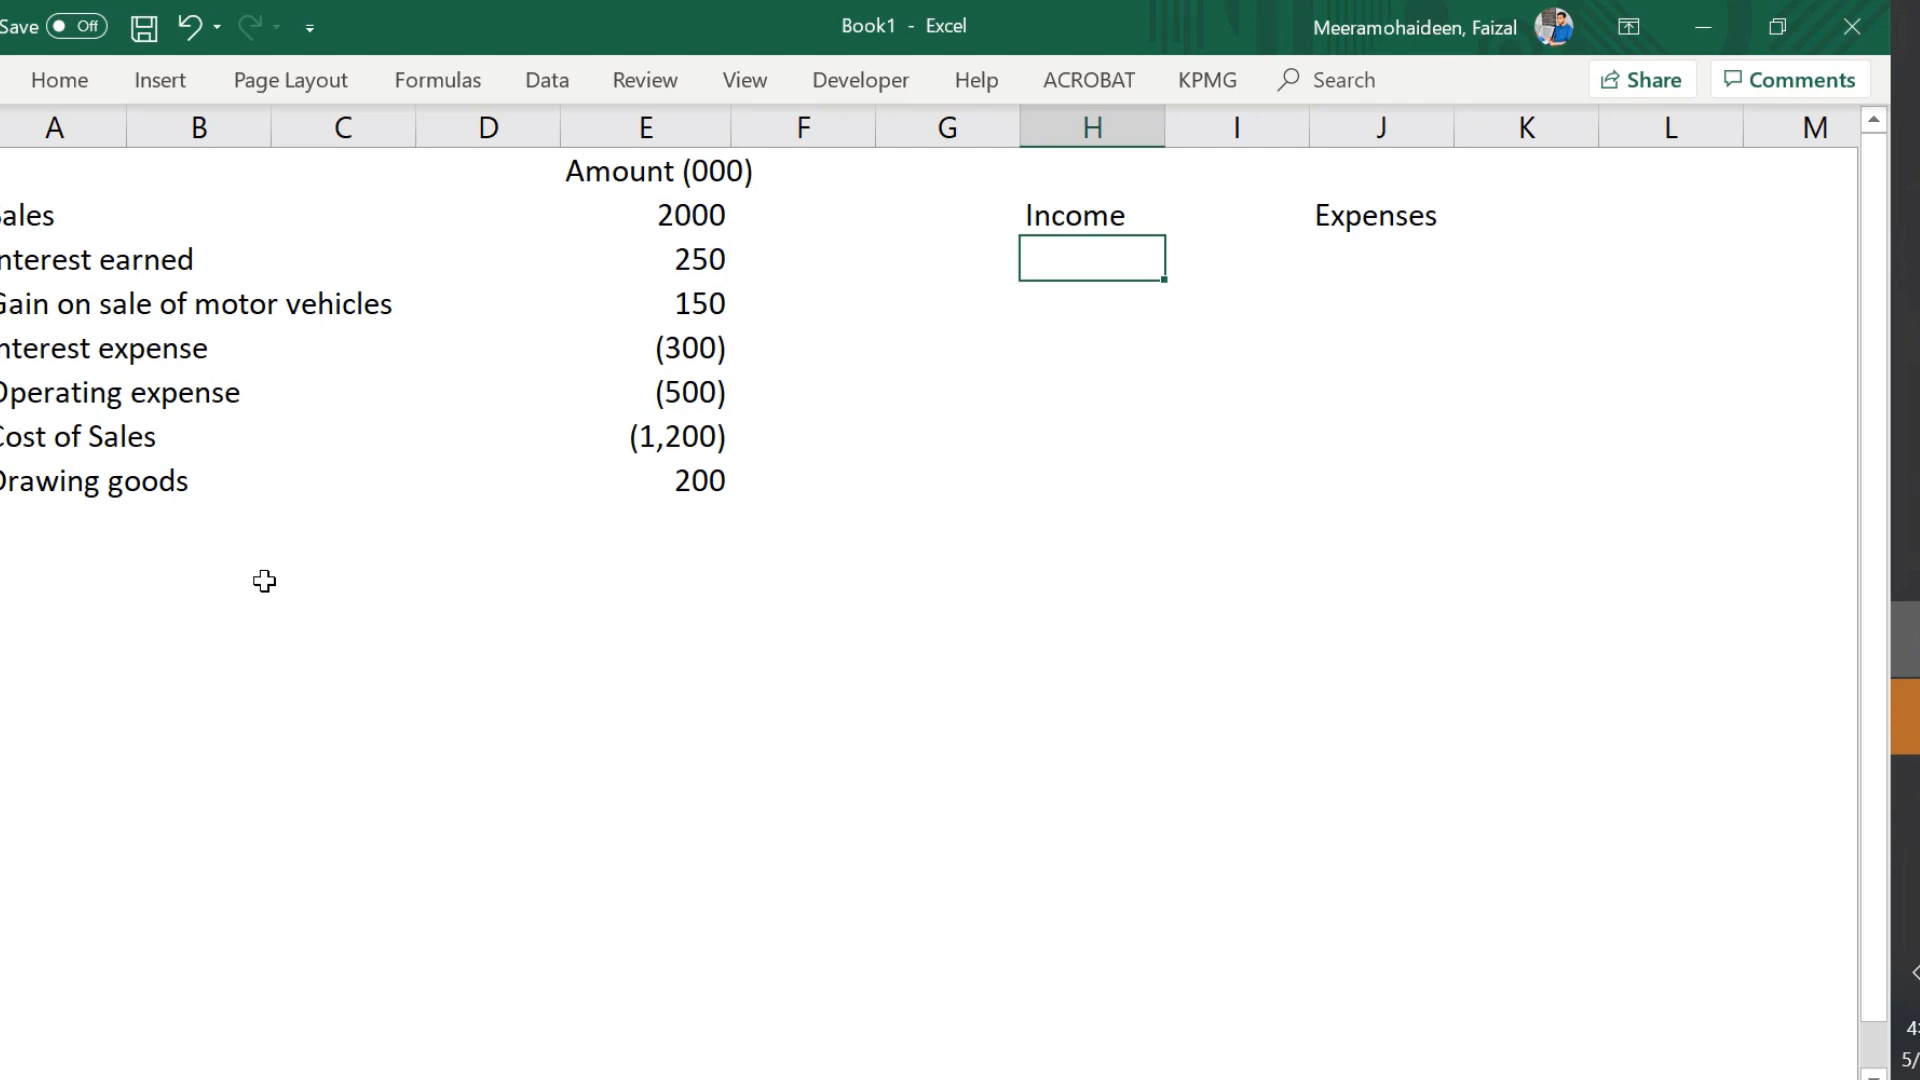 Save Off Book1 - Excel Meeramohaideen, Faizal
Home Insert Page Layout Formulas Data Review View Developer Help ACROBAT KPMG Search Share Comments
A B C D E F G H I J K L M
Amount (000)
ales 2000 Income Expenses
nterest earned 250
Gain on sale of motor vehicles 150
nterest expense (300)
Operating expense (500)
Cost of Sales (1,200)
Drawing goods 200
4:
5/